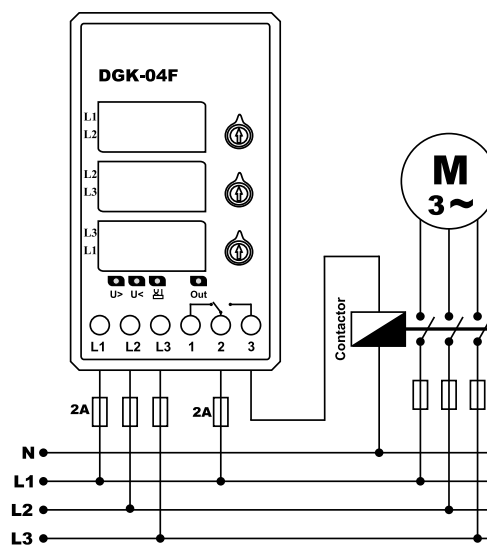 DGK-04F
L1
L2
L2
L3
L3
L1
U> U< Out
L1 L2 L3 1 2 3
2A 2A
M
3~
Contactor
N
L1
L2
L3